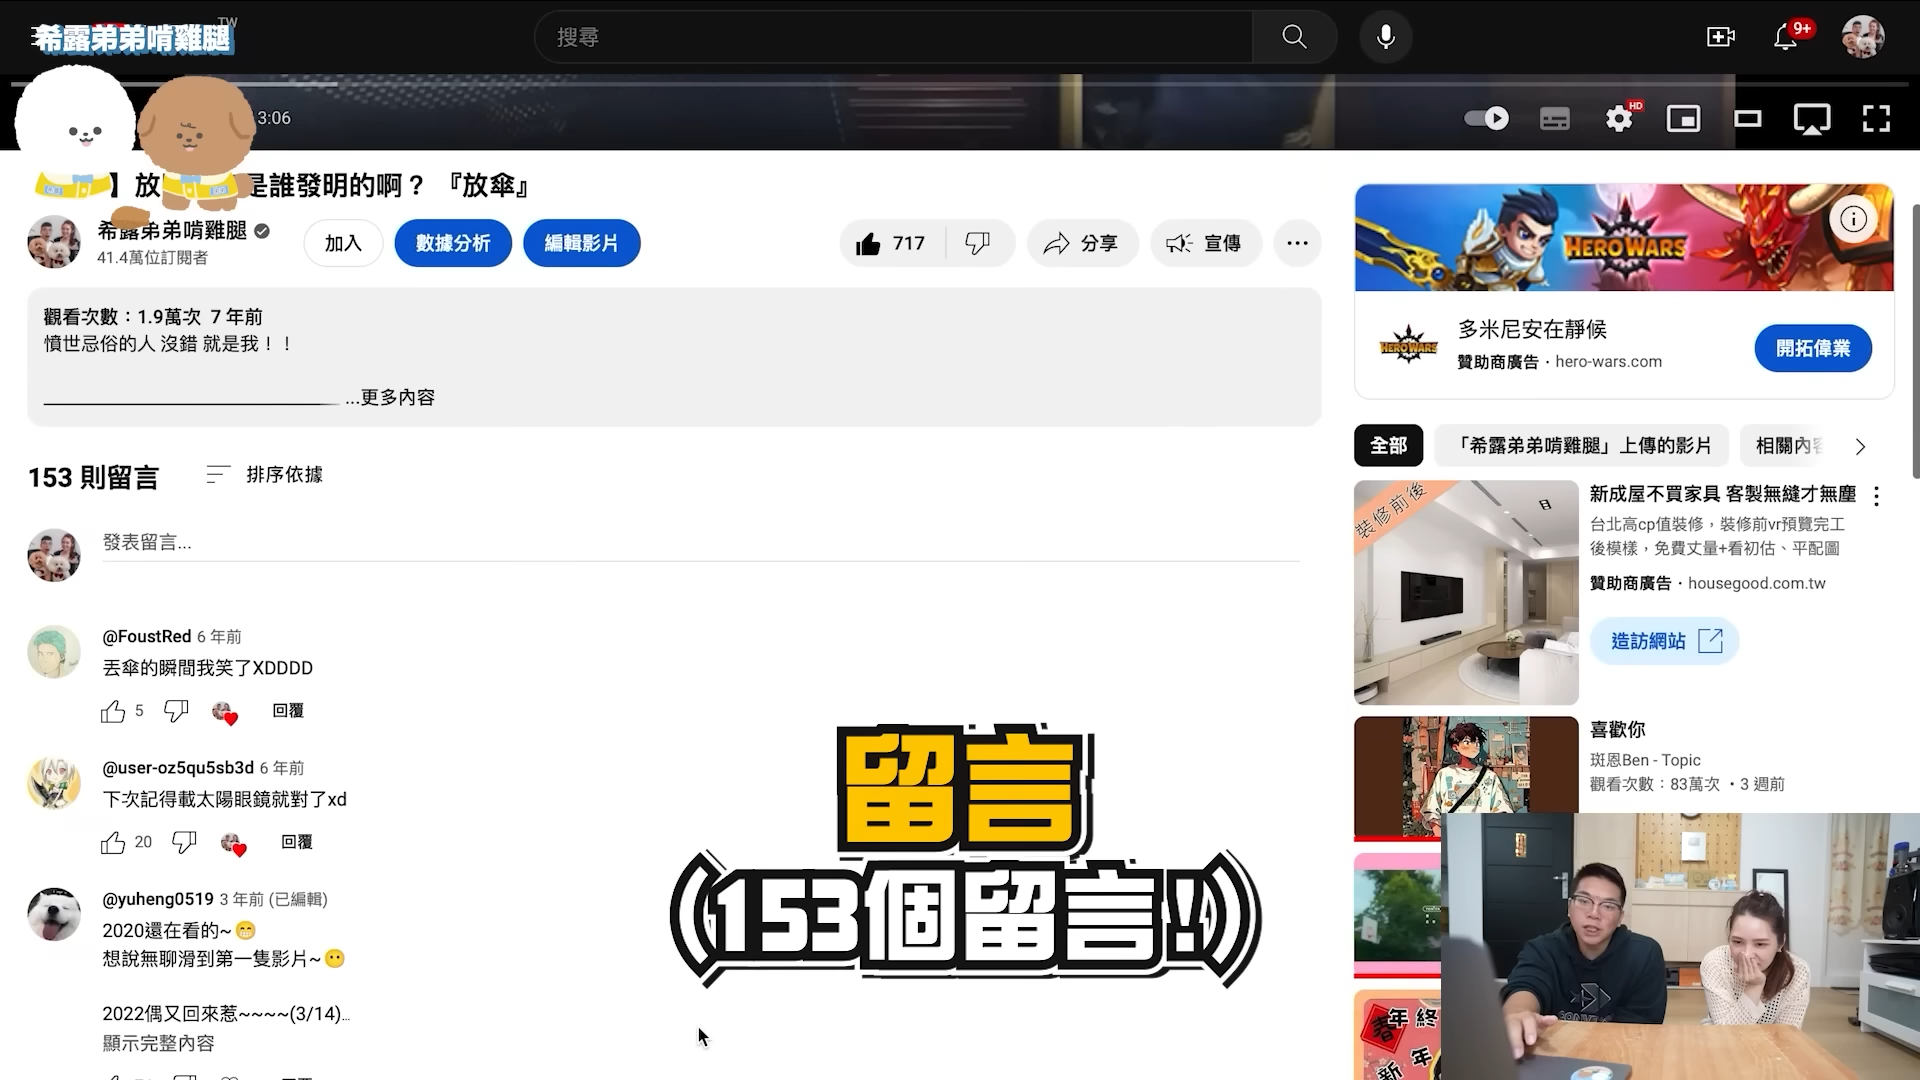 TW
希露弟弟啃雞腿
搜尋
9+
3:06
HD
】放
是誰發明的啊？ 『放傘』
希露弟弟啃雞腿
41.4萬位訂閱者
加入
數據分析
編輯影片
717
分享
宣傳
觀看次數：1.9萬次 7 年前
憤世忌俗的人 沒錯 就是我！！
...更多內容
153 則留言
排序依據
發表留言...
@FoustRed 6 年前
丟傘的瞬間我笑了XDDDD
5
回覆
@user-oz5qu5sb3d 6 年前
下次記得載太陽眼鏡就對了xd
20
回覆
@yuheng0519 3 年前 (已編輯)
2020還在看的~😁
想說無聊滑到第一隻影片~😶
2022偶又回來惹~~~~(3/14)...
顯示完整內容
留言
(153個留言!)
HERO WARS
HERO WARS
多米尼安在靜候
贊助商廣告・hero-wars.com
開拓偉業
全部
「希露弟弟啃雞腿」上傳的影片
相關內容
裝修前後
新成屋不買家具 客製無縫才無塵
台北高cp值裝修，裝修前vr預覽完工
後模樣，免費丈量+看初估、平配圖
贊助商廣告・housegood.com.tw
造訪網站
喜歡你
斑恩Ben - Topic
觀看次數：83萬次 ・3 週前
春
年終
新年